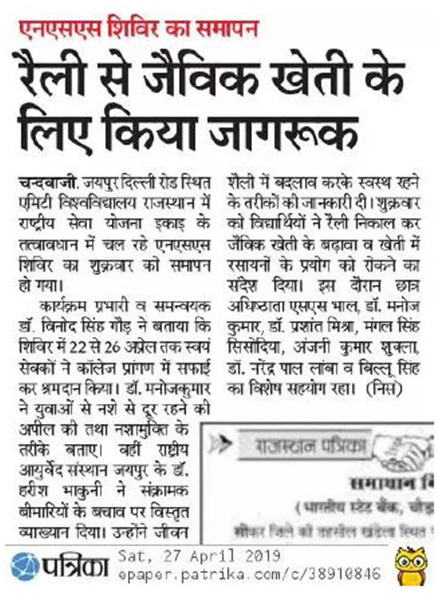 एनएसएस शिविर का समापन
रैली से जैविक खेती के
लिए किया जागरूक
चन्दवाजी. जयपुर दिल्ली रोड स्थित
एमिटी विश्वविद्यालय राजस्थान में
राष्ट्रीय सेवा योजना इकाइ के
तत्वावधान में चल रहे एनएसएस
शिविर का शुक्रवार को समापन
हो गया।
कार्यक्रम प्रभारी व समन्वयक
डॉ. विनोद सिंह गौड़ ने बताया कि
शिविर में 22 से 26 अप्रेल तक स्वयं
सेवकों ने कॉलेज प्रांगण में सफाई
कर श्रमदान किया। डॉ. मनोजकुमार
ने युवाओं से नशे से दूर रहने की
अपील की तथा नशामुक्ति के
तरीके बताए। वहीं राष्ट्रीय
आयुर्वेद संस्थान जयपुर के डॉ.
हरीश भाकुनी ने संक्रामक
बीमारियों के बचाव पर विस्तृत
व्याख्यान दिया। उन्होंने जीवन
शैली में बदलाव करके स्वस्थ रहने
के तरीकों की जानकारी दी। शुक्रवार
को विद्यार्थियों ने रैली निकाल कर
जैविक खेती के बढ़ावा व खेती में
रसायनों के प्रयोग को रोकने का
संदेश दिया। इस दौरान छात्र
अधिष्ठाता एसएस भाल, डॉ. मनोज
कुमार, डॉ. प्रशांत मिश्रा, मंगल सिंह
सिसोदिया, अंजनी कुमार शुक्ला,
डॉ. नरेंद्र पाल लांबा व बिल्लू सिंह
का विशेष सहयोग रहा। (निसं)
राजस्थान पत्रिका
समाधान
(भारतीय स्टेट बैंक,
सीकर जिले की तहसील खंडेला स्थित
पत्रिका
Sat, 27 April 2019
epaper.patrika.com/c/38910846